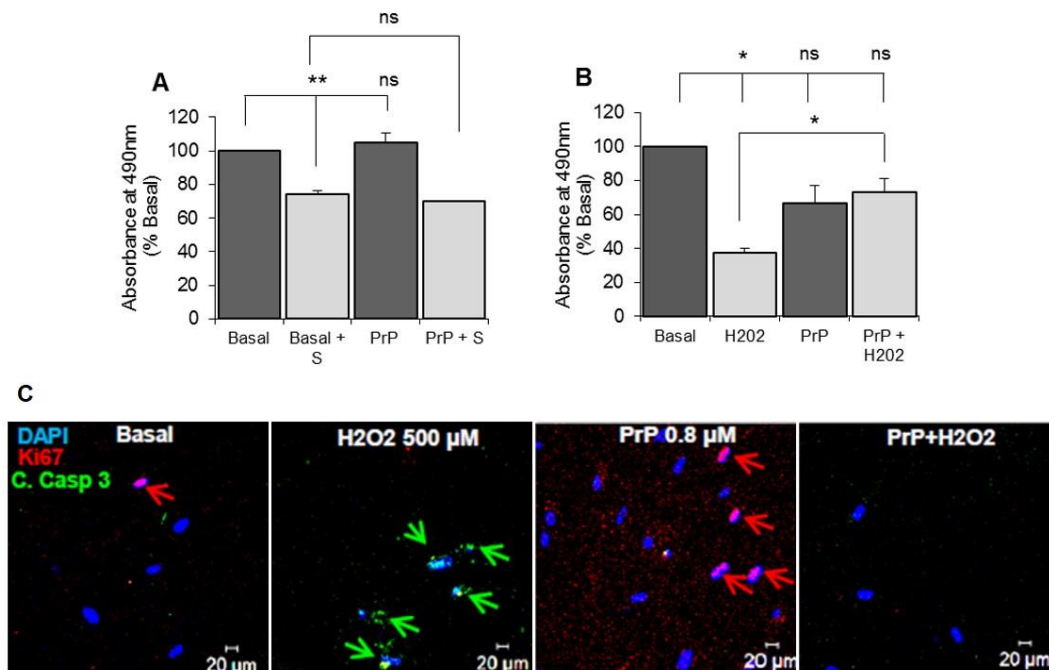 ns
A
**
ns
Absorbance at 490nm
(% Basal)
120
100
80
60
40
20
0
Basal
Basal +
S
PrP
PrP + S
B
*
ns
ns
*
Absorbance at 490nm
(% Basal)
120
100
80
60
40
20
0
Basal
H202
PrP
PrP +
H202
C
DAPI
Ki67
C. Casp 3
Basal
20 µm
H2O2 500 µM
20 µm
PrP 0.8 µM
20 µm
PrP+H2O2
20 µm